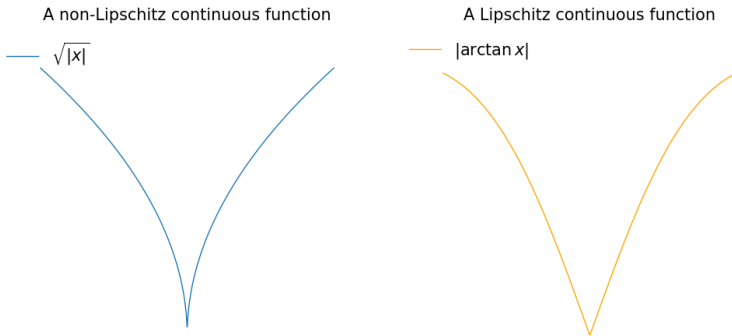 A non-Lipschitz continuous function
√|x|
A Lipschitz continuous function
|arctan x|